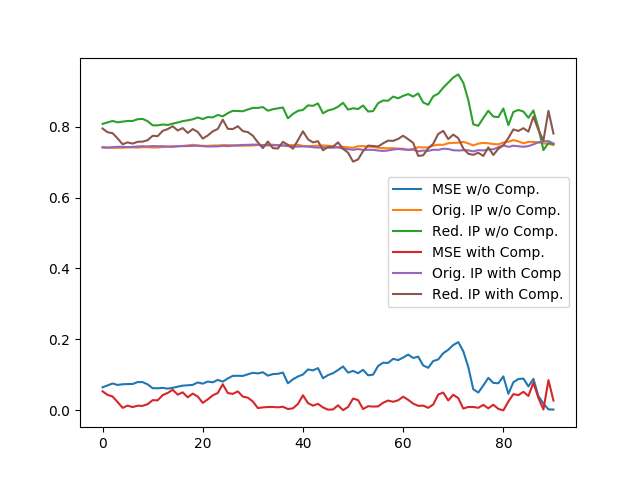 0.8
0.6
0.4
0.2
0.0
0
20
40
60
80
MSE w/o Comp.
Orig. IP w/o Comp.
Red. IP w/o Comp.
MSE with Comp.
Orig. IP with Comp
Red. IP with Comp.